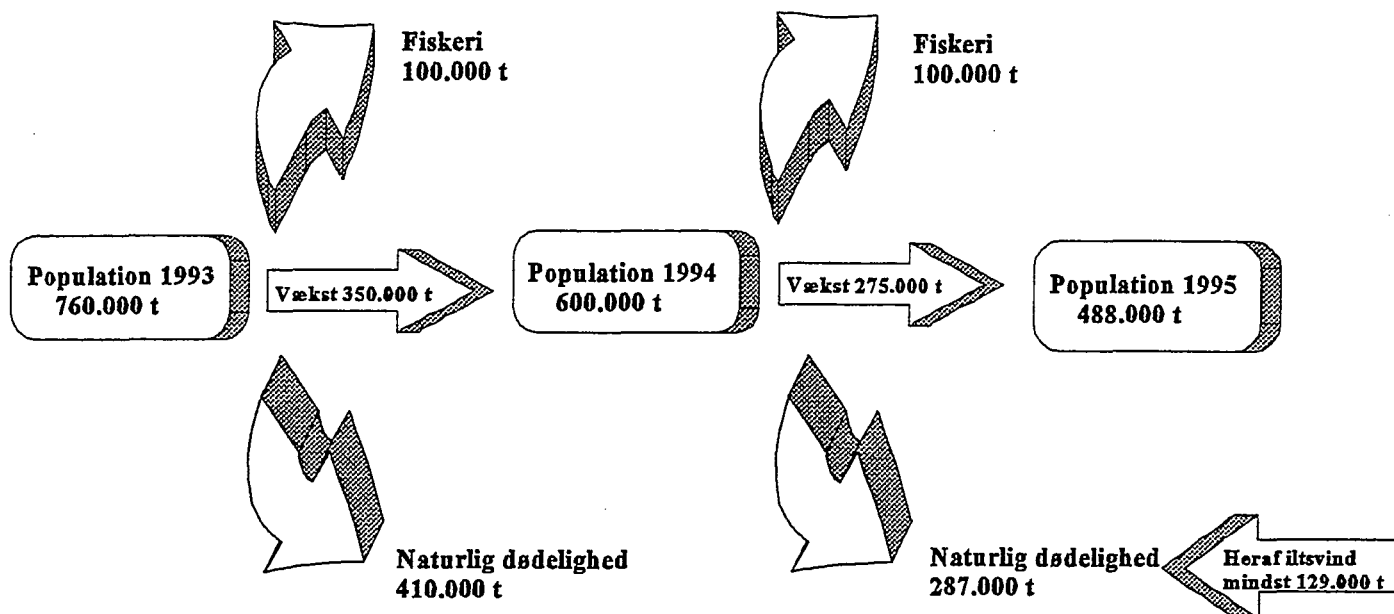 Fiskeri
100.000 t
Fiskeri
100.000 t
Population 1993
760.000 t
Vækst 350.000 t
Population 1994
600.000 t
Vækst 275.000 t
Population 1995
488.000 t
Naturlig dødelighed
410.000 t
Naturlig dødelighed
287.000 t
Heraf iltsvind
mindst 129.000 t